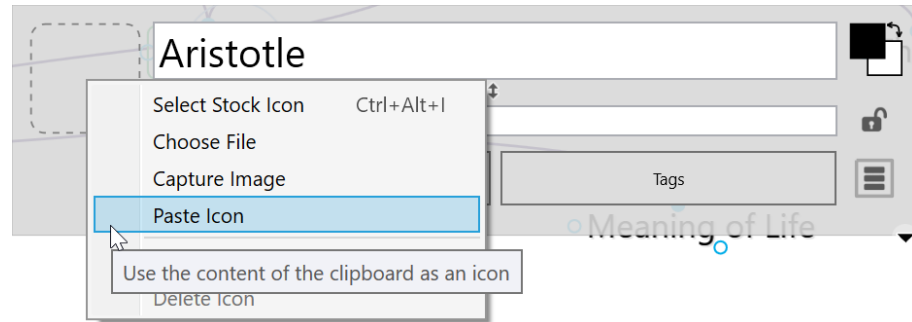 Aristotle
Select Stock Icon Ctrl+Alt+I
Choose File
Capture Image
Tags
Paste Icon
Meaning of Life
Use the content of the clipboard as an icon
Delete Icon